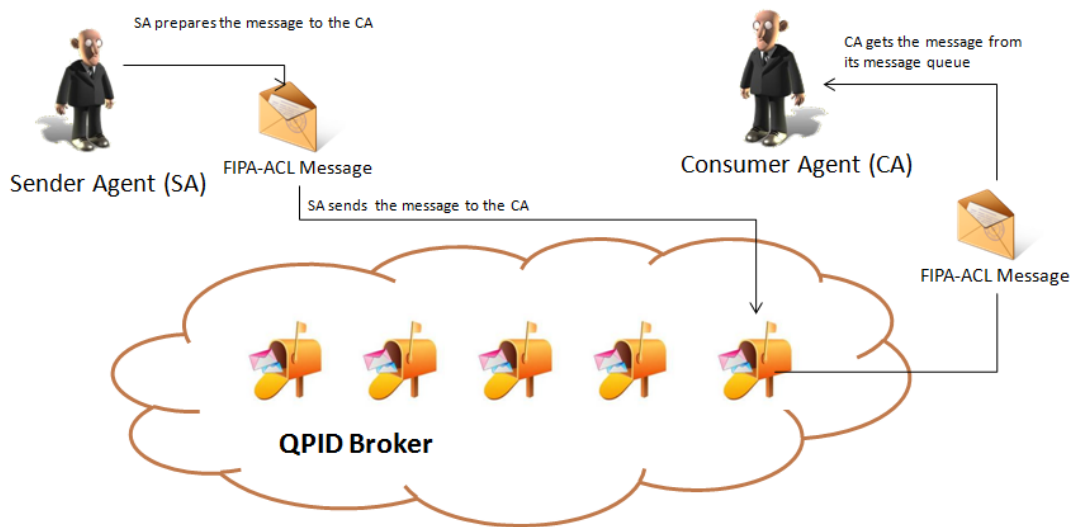 SA prepares the message to the CA
CA gets the message from
its message queue
FIPA-ACL Message
Sender Agent (SA)
Consumer Agent (CA)
SA sends the message to the CA
FIPA-ACL Message
QPID Broker